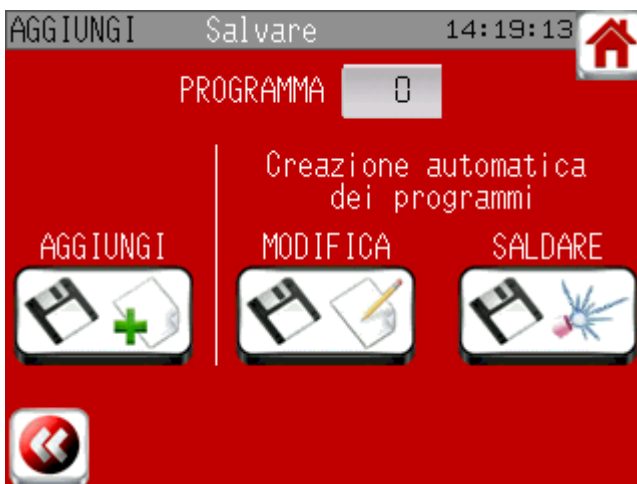 AGGIUNGI Salvare 14:19:13
PROGRAMMA 0
Creazione automatica
dei programmi
AGGIUNGI MODIFICA SALDARE